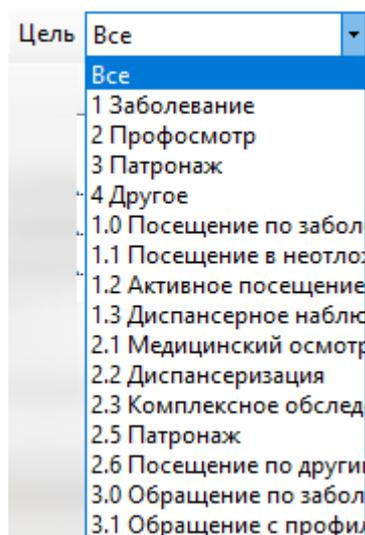 Цель Все
Все
1 Заболевание
2 Профосмотр
3 Патронаж
4 Другое
1.0 Посещение по забол
1.1 Посещение в неотлож
1.2 Активное посещение
1.3 Диспансерное наблю
2.1 Медицинский осмотр
2.2 Диспансеризация
2.3 Комплексное обслед
2.5 Патронаж
2.6 Посещение по другим
3.0 Обращение по забол
3.1 Обращение с профил